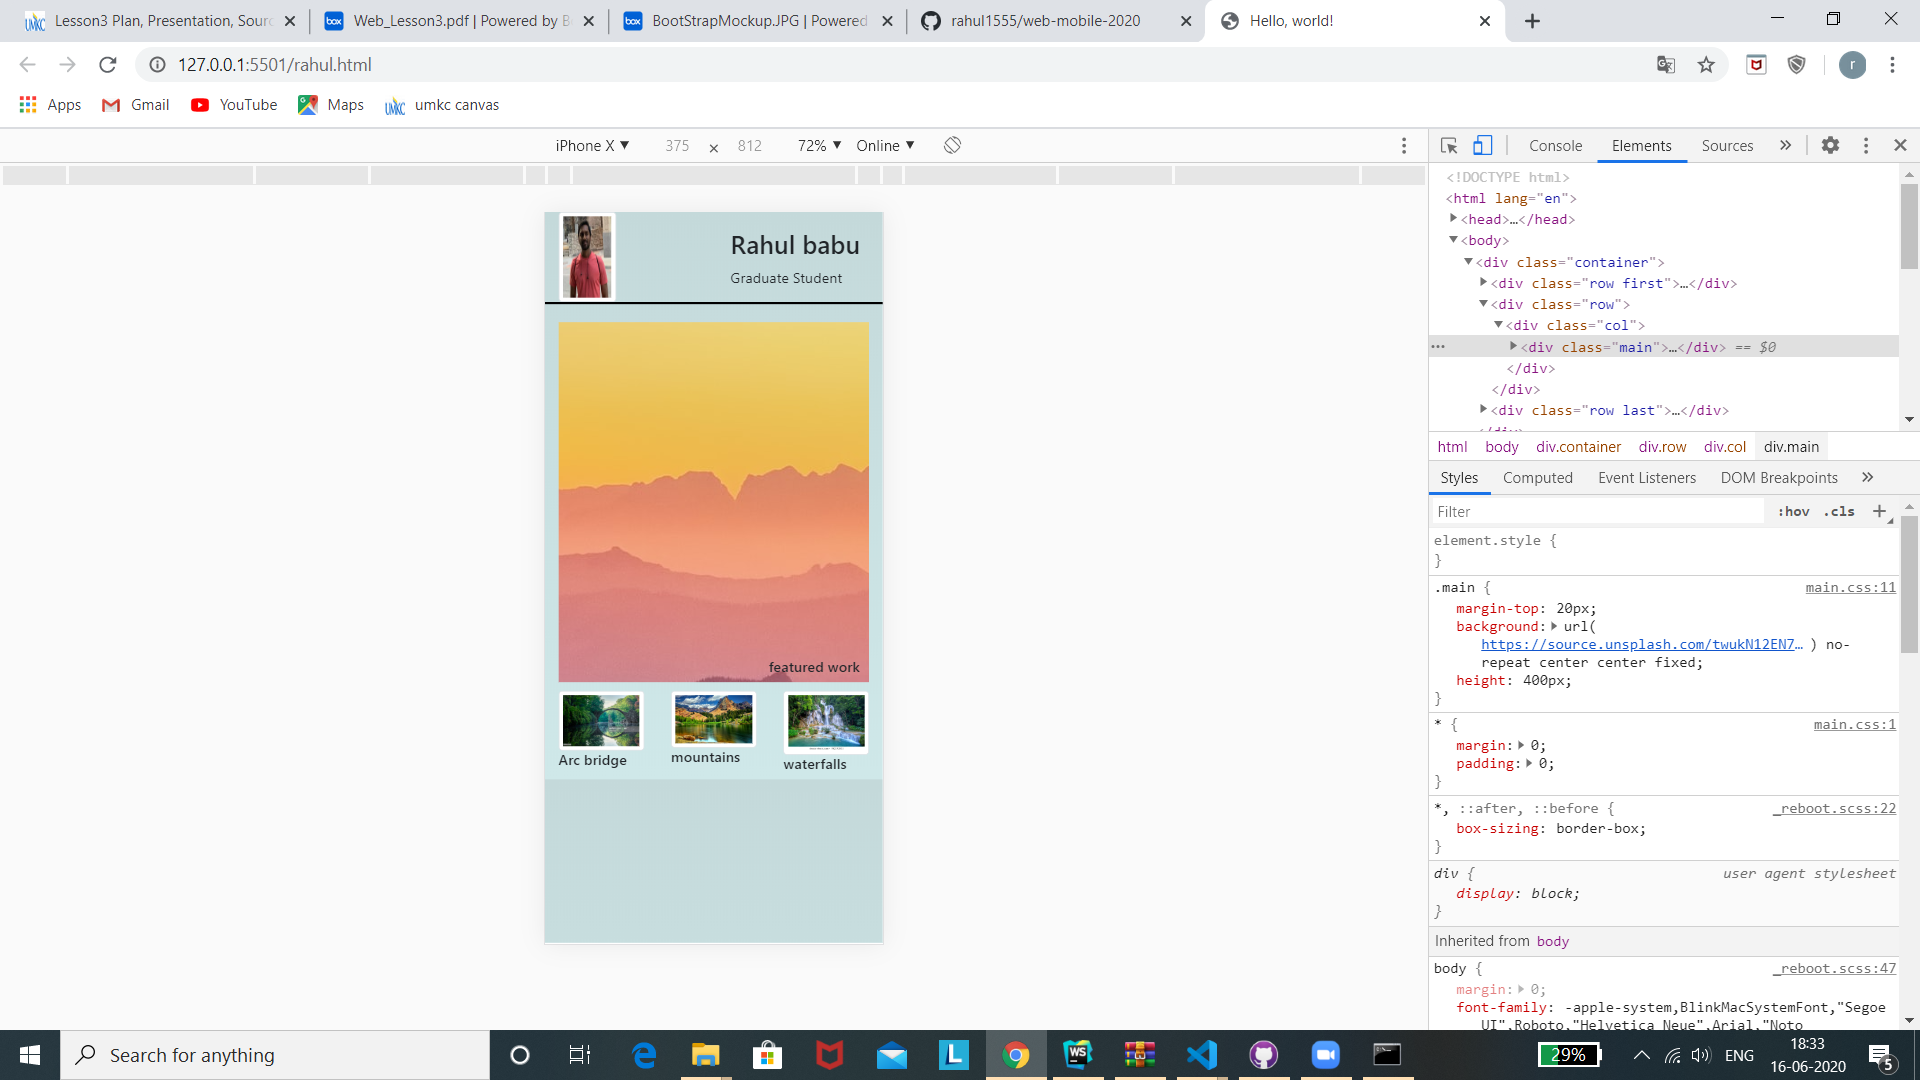 Lesson3 Plan, Presentation, Sourc
Web_Lesson3.pdf | Powered by B
BootStrapMockup.JPG | Powered
rahul1555/web-mobile-2020
Hello, world!
127.0.0.1:5501/rahul.html
r
Apps
Gmail
YouTube
Maps
umkc canvas
iPhone X ▼ 375 × 812 72% ▼ Online ▼
Console Elements Sources »
Rahul babu
Graduate Student
featured work
Arc bridge
mountains
waterfalls
<!DOCTYPE html>
<html lang="en">
<head>…</head>
<body>
<div class="container">
<div class="row first">…</div>
<div class="row">
<div class="col">
<div class="main">…</div> == $0
</div>
</div>
<div class="row last">…</div>
html body div.container div.row div.col div.main
Styles Computed Event Listeners DOM Breakpoints »
Filter :hov .cls +
element.style {
}
.main { main.css:11
margin-top: 20px;
background: url(
https://source.unsplash.com/twukN12EN7… ) no-
repeat center center fixed;
height: 400px;
}
* { main.css:1
margin: 0;
padding: 0;
}
*, ::after, ::before { _reboot.scss:22
box-sizing: border-box;
}
div { user agent stylesheet
display: block;
}
Inherited from body
body { _reboot.scss:47
margin: 0;
font-family: -apple-system,BlinkMacSystemFont,"Segoe
UI",Roboto,"Helvetica Neue",Arial,"Noto
Search for anything
29%
ENG
18:33
16-06-2020
5